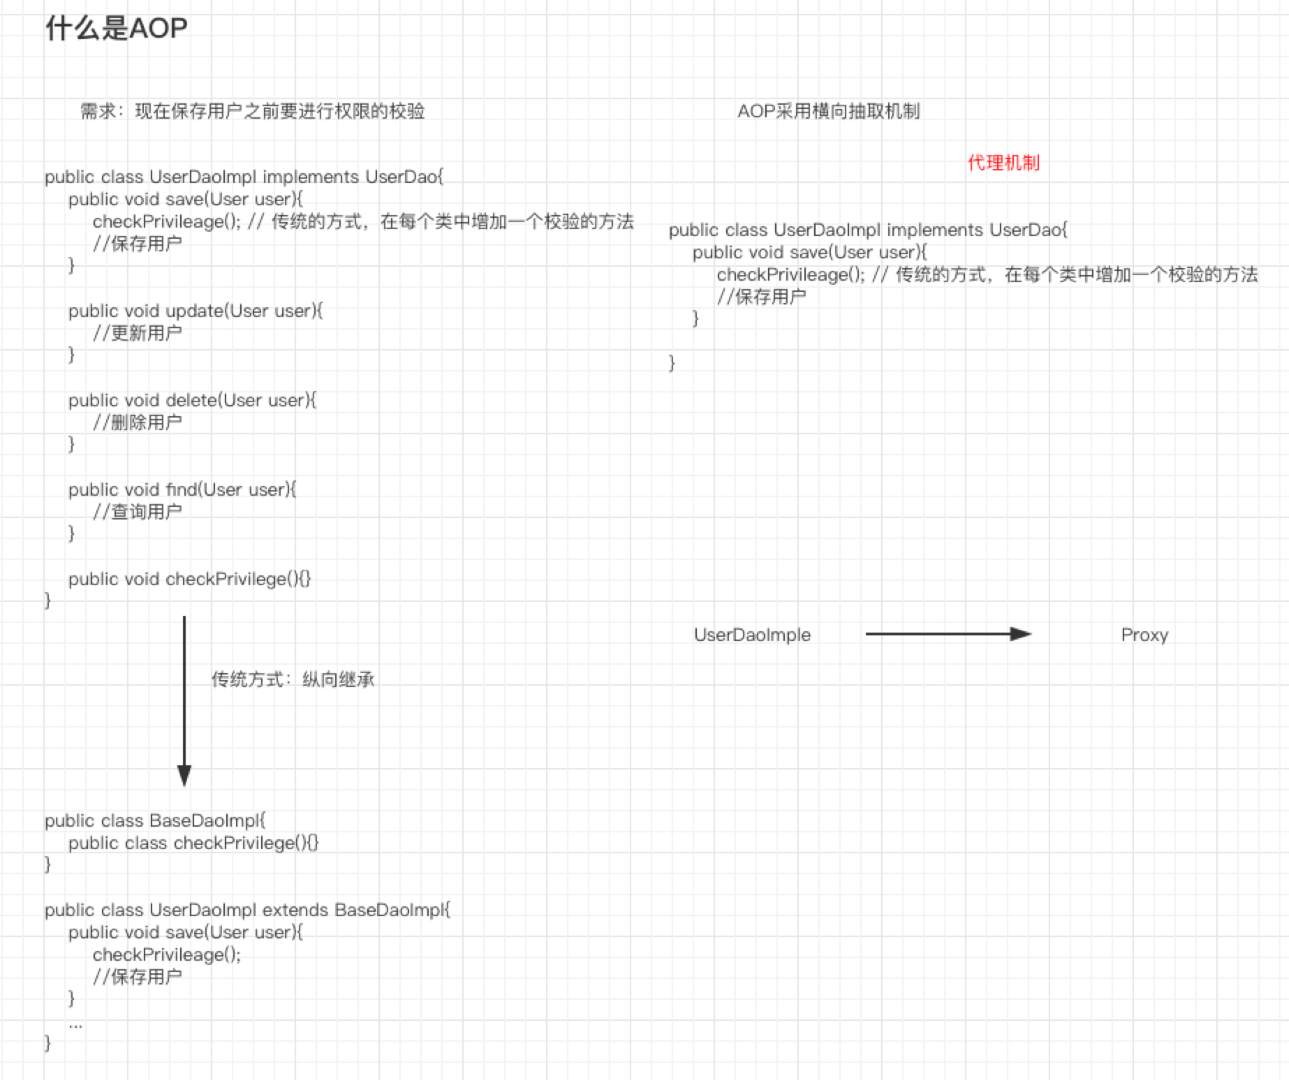 什么是AOP
需求：现在保存用户之前要进行权限的校验
public class UserDaoImpl implements UserDao{
public void save(User user){
checkPrivileage(); // 传统的方式，在每个类中增加一个校验的方法
//保存用户
}
public void update(User user){
//更新用户
}
public void delete(User user){
//删除用户
}
public void find(User user){
//查询用户
}
public void checkPrivilege(){}
}
传统方式：纵向继承
public class BaseDaoImpl{
public class checkPrivilege(){}
}
public class UserDaoImpl extends BaseDaoImpl{
public void save(User user){
checkPrivileage();
//保存用户
}
...
}
AOP采用横向抽取机制
代理机制
public class UserDaoImpl implements UserDao{
public void save(User user){
checkPrivileage(); // 传统的方式，在每个类中增加一个校验的方法
//保存用户
}
}
UserDaoImple
Proxy